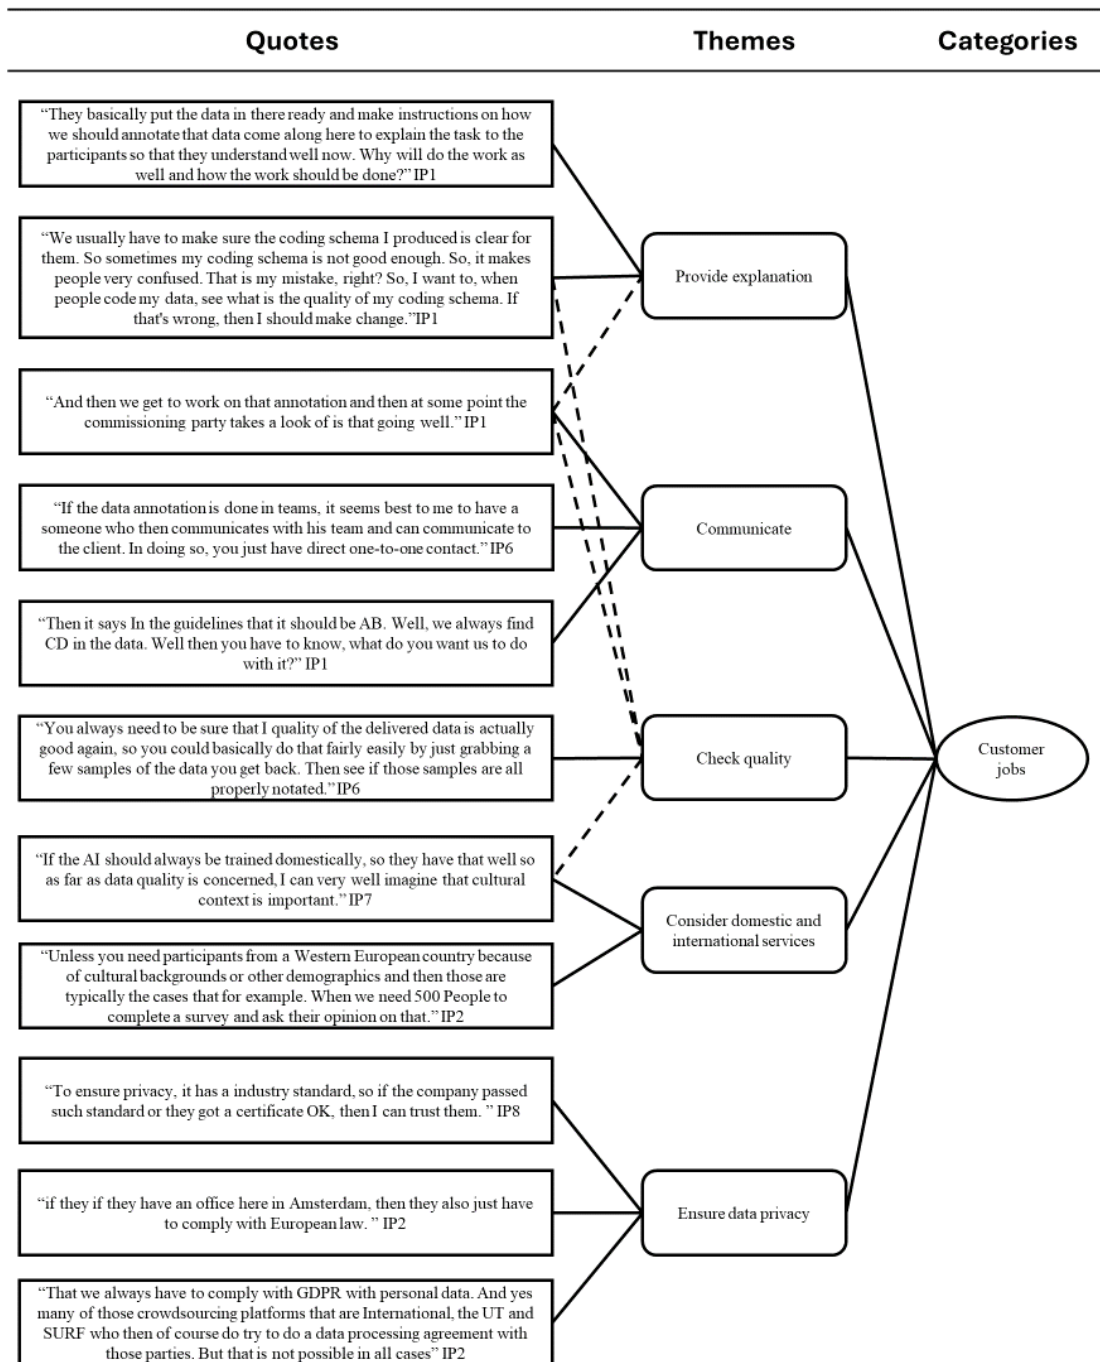 Quotes Themes Categories
“They basically put the data in there ready and make instructions on how
we should annotate that data come along here to explain the task to the
participants so that they understand well now. Why will do the work as
well and how the work should be done?” IP1
“We usually have to make sure the coding schema I produced is clear for
them. So sometimes my coding schema is not good enough. So, it makes
people very confused. That is my mistake, right? So, I want to, when
people code my data, see what is the quality of my coding schema. If
that's wrong, then I should make change.”IP1
Provide explanation
“And then we get to work on that annotation and then at some point the
commissioning party takes a look of is that going well.” IP1
“If the data annotation is done in teams, it seems best to me to have a
someone who then communicates with his team and can communicate to
the client. In doing so, you just have direct one-to-one contact.” IP6
Communicate
“Then it says In the guidelines that it should be AB. Well, we always find
CD in the data. Well then you have to know, what do you want us to do
with it?” IP1
“You always need to be sure that I quality of the delivered data is actually
good again, so you could basically do that fairly easily by just grabbing a
few samples of the data you get back. Then see if those samples are all
properly notated.” IP6
Check quality
Customer
jobs
“If the AI should always be trained domestically, so they have that well so
as far as data quality is concerned, I can very well imagine that cultural
context is important.” IP7
Consider domestic and
international services
“Unless you need participants from a Western European country because
of cultural backgrounds or other demographics and then those are
typically the cases that for example. When we need 500 People to
complete a survey and ask their opinion on that.” IP2
“To ensure privacy, it has a industry standard, so if the company passed
such standard or they got a certificate OK, then I can trust them. ” IP8
“if they if they have an office here in Amsterdam, then they also just have
to comply with European law. ” IP2
Ensure data privacy
“That we always have to comply with GDPR with personal data. And yes
many of those crowdsourcing platforms that are International, the UT and
SURF who then of course do try to do a data processing agreement with
those parties. But that is not possible in all cases” IP2